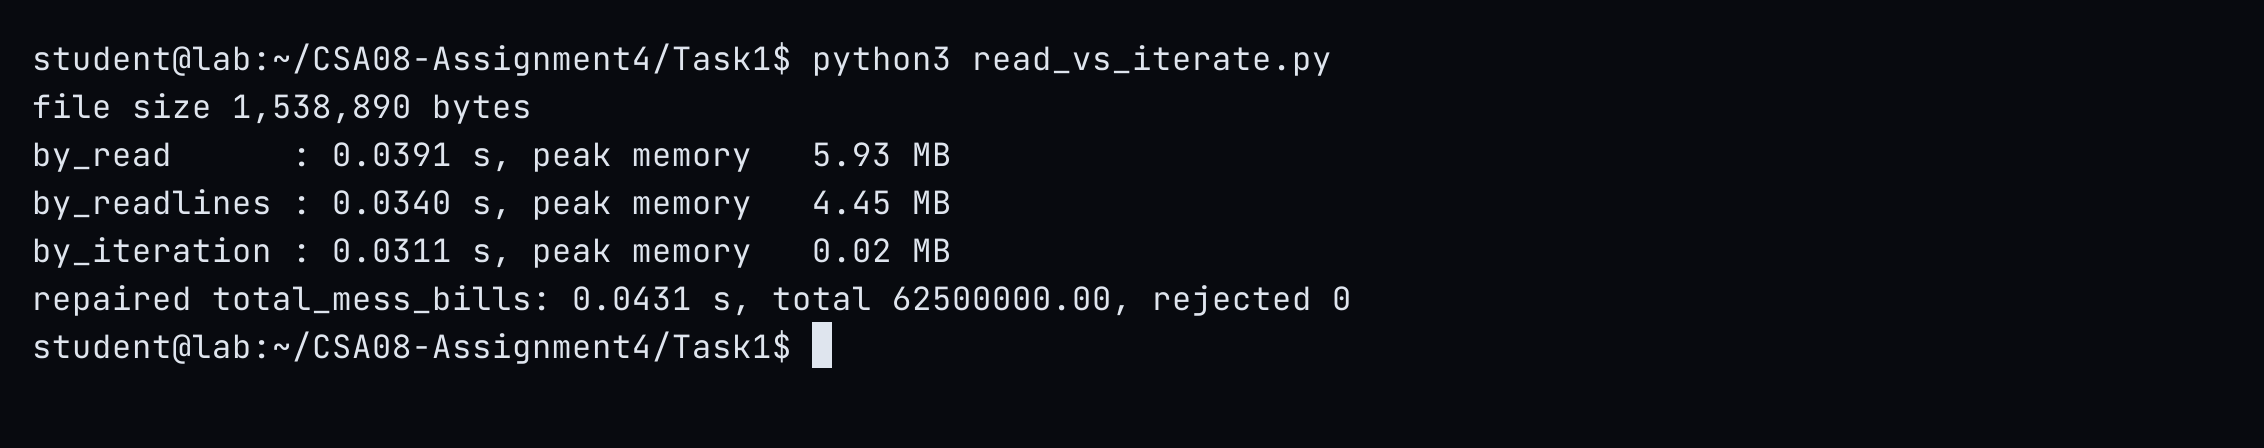 student@lab:~/CSA08-Assignment4/Task1$ python3 read_vs_iterate.py
file size 1,538,890 bytes
by_read      : 0.0391 s, peak memory   5.93 MB
by_readlines : 0.0340 s, peak memory   4.45 MB
by_iteration : 0.0311 s, peak memory   0.02 MB
repaired total_mess_bills: 0.0431 s, total 62500000.00, rejected 0
student@lab:~/CSA08-Assignment4/Task1$